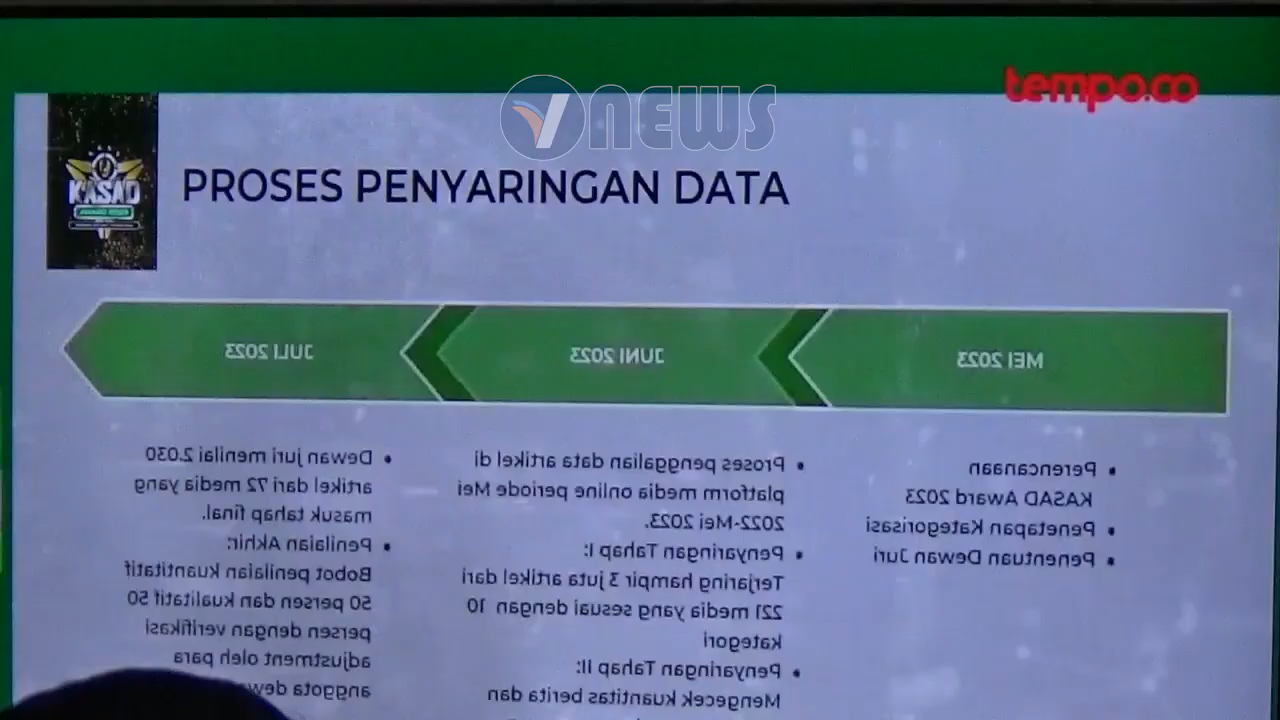 VNEWS
tempo.co
KASAD
PROSES PENYARINGAN DATA
MEI 2023
JUNI 2023
JULI 2023
• Perencanaan
KASAD Award 2023
• Penetapan Kategorisasi
• Penentuan Dewan Juri
• Proses penggalian data artikel di
platform media online periode Mei
2022-Mei 2023.
• Penyaringan Tahap I:
Terjaring hampir 3 juta artikel dari
221 media yang sesuai dengan 10
kategori
• Penyaringan Tahap II:
Mengecek kuantitas berita dan
• Dewan juri menilai 2.030
artikel dari 72 media yang
masuk tahap final.
• Penilaian Akhir:
Bobot penilaian kuantitatif
50 persen dan kualitatif 50
persen dengan verifikasi
adjustment oleh para
anggota